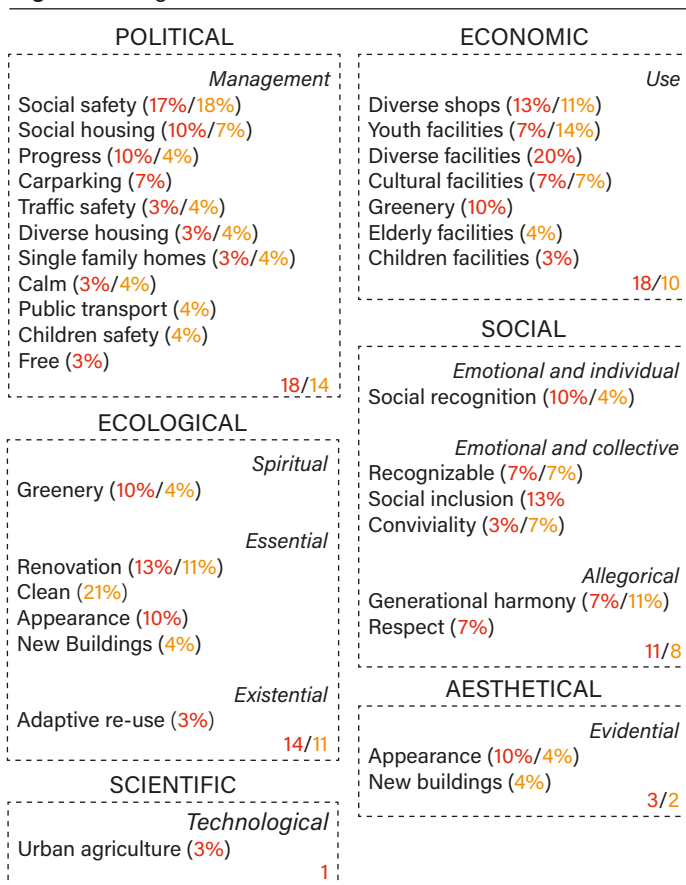 POLITICAL
Management
Social safety (17%/18%)
Social housing (10%/7%)
Progress (10%/4%)
Carparking (7%)
Traffic safety (3%/4%)
Diverse housing (3%/4%)
Single family homes (3%/4%)
Calm (3%/4%)
Public transport (4%)
Children safety (4%)
Free (3%)
18/14
ECOLOGICAL
Spiritual
Greenery (10%/4%)
Essential
Renovation (13%/11%)
Clean (21%)
Appearance (10%)
New Buildings (4%)
Existential
Adaptive re-use (3%)
14/11
SCIENTIFIC
Technological
Urban agriculture (3%)
1
ECONOMIC
Use
Diverse shops (13%/11%)
Youth facilities (7%/14%)
Diverse facilities (20%)
Cultural facilities (7%/7%)
Greenery (10%)
Elderly facilities (4%)
Children facilities (3%)
18/10
SOCIAL
Emotional and individual
Social recognition (10%/4%)
Emotional and collective
Recognizable (7%/7%)
Social inclusion (13%
Conviviality (3%/7%)
Allegorical
Generational harmony (7%/11%)
Respect (7%)
11/8
AESTHETICAL
Evidential
Appearance (10%/4%)
New buildings (4%)
3/2